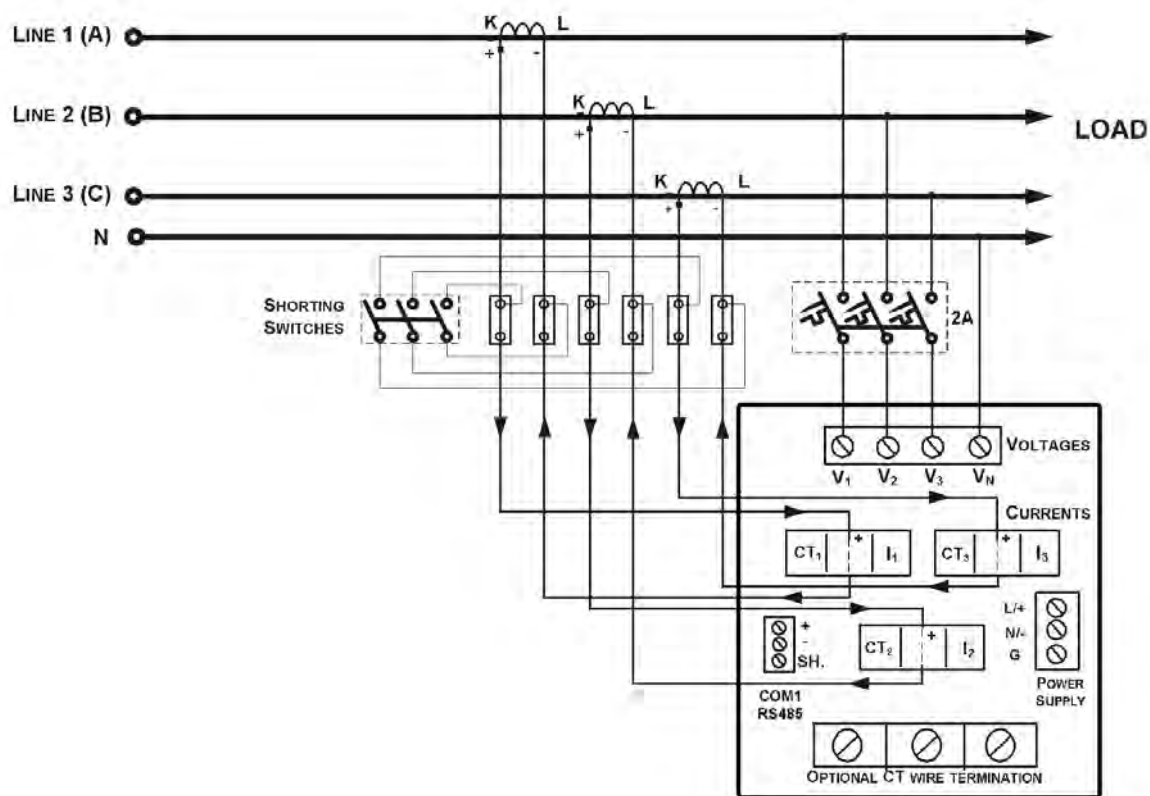 LINE 1 (A)
K L
+ -
LINE 2 (B)
K L
+ -
LOAD
LINE 3 (C)
K L
+ -
N
SHORTING
SWITCHES
2A
VOLTAGES
V1 V2 V3 VN
CURRENTS
CT1 + I1
CT3 + I3
L/+
N/-
G
POWER
SUPPLY
+
-
SH.
COM1
RS485
CT2 + I2
OPTIONAL CT WIRE TERMINATION